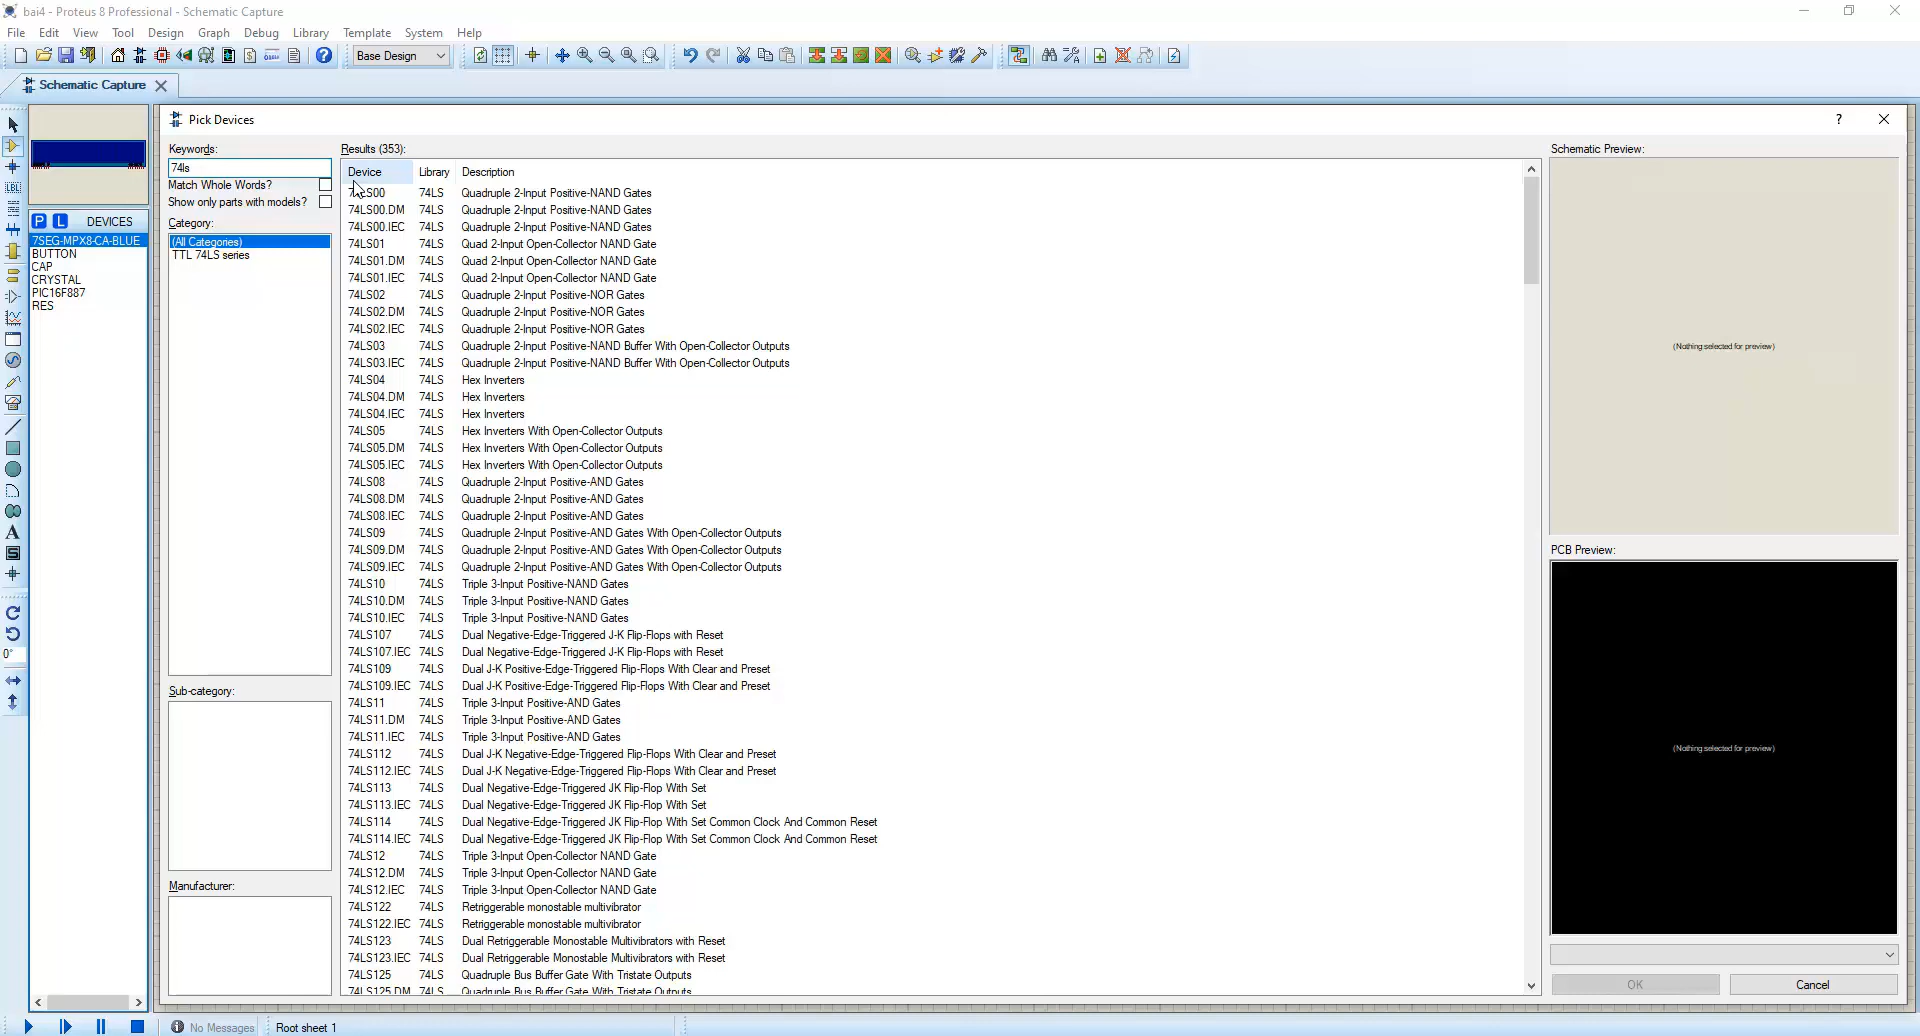 bai4 - Proteus 8 Professional - Schematic Capture
File Edit View Tool Design Graph Debug Library Template System Help
Base Design
Schematic Capture
Pick Devices
Keywords:
74ls
Match Whole Words?
Show only parts with models?
Category:
(All Categories)
TTL 74LS series
Sub-category:
Manufacturer:
P L DEVICES
7SEG-MPX8-CA-BLUE
BUTTON
CAP
CRYSTAL
PIC16F887
RES
LBL
A
S
0°
Results (353):
Device Library Description
LS00 74LS Quadruple 2-Input Positive-NAND Gates
74LS00.DM 74LS Quadruple 2-Input Positive-NAND Gates
74LS00.IEC 74LS Quadruple 2-Input Positive-NAND Gates
74LS01 74LS Quad 2-Input Open-Collector NAND Gate
74LS01.DM 74LS Quad 2-Input Open-Collector NAND Gate
74LS01.IEC 74LS Quad 2-Input Open-Collector NAND Gate
74LS02 74LS Quadruple 2-Input Positive-NOR Gates
74LS02.DM 74LS Quadruple 2-Input Positive-NOR Gates
74LS02.IEC 74LS Quadruple 2-Input Positive-NOR Gates
74LS03 74LS Quadruple 2-Input Positive-NAND Buffer With Open-Collector Outputs
74LS03.IEC 74LS Quadruple 2-Input Positive-NAND Buffer With Open-Collector Outputs
74LS04 74LS Hex Inverters
74LS04.DM 74LS Hex Inverters
74LS04.IEC 74LS Hex Inverters
74LS05 74LS Hex Inverters With Open-Collector Outputs
74LS05.DM 74LS Hex Inverters With Open-Collector Outputs
74LS05.IEC 74LS Hex Inverters With Open-Collector Outputs
74LS08 74LS Quadruple 2-Input Positive-AND Gates
74LS08.DM 74LS Quadruple 2-Input Positive-AND Gates
74LS08.IEC 74LS Quadruple 2-Input Positive-AND Gates
74LS09 74LS Quadruple 2-Input Positive-AND Gates With Open-Collector Outputs
74LS09.DM 74LS Quadruple 2-Input Positive-AND Gates With Open-Collector Outputs
74LS09.IEC 74LS Quadruple 2-Input Positive-AND Gates With Open-Collector Outputs
74LS10 74LS Triple 3-Input Positive-NAND Gates
74LS10.DM 74LS Triple 3-Input Positive-NAND Gates
74LS10.IEC 74LS Triple 3-Input Positive-NAND Gates
74LS107 74LS Dual Negative-Edge-Triggered J-K Flip-Flops with Reset
74LS107.IEC 74LS Dual Negative-Edge-Triggered J-K Flip-Flops with Reset
74LS109 74LS Dual J-K Positive-Edge-Triggered Flip-Flops With Clear and Preset
74LS109.IEC 74LS Dual J-K Positive-Edge-Triggered Flip-Flops With Clear and Preset
74LS11 74LS Triple 3-Input Positive-AND Gates
74LS11.DM 74LS Triple 3-Input Positive-AND Gates
74LS11.IEC 74LS Triple 3-Input Positive-AND Gates
74LS112 74LS Dual J-K Negative-Edge-Triggered Flip-Flops With Clear and Preset
74LS112.IEC 74LS Dual J-K Negative-Edge-Triggered Flip-Flops With Clear and Preset
74LS113 74LS Dual Negative-Edge-Triggered JK Flip-Flop With Set
74LS113.IEC 74LS Dual Negative-Edge-Triggered JK Flip-Flop With Set
74LS114 74LS Dual Negative-Edge-Triggered JK Flip-Flop With Set Common Clock And Common Reset
74LS114.IEC 74LS Dual Negative-Edge-Triggered JK Flip-Flop With Set Common Clock And Common Reset
74LS12 74LS Triple 3-Input Open-Collector NAND Gate
74LS12.DM 74LS Triple 3-Input Open-Collector NAND Gate
74LS12.IEC 74LS Triple 3-Input Open-Collector NAND Gate
74LS122 74LS Retriggerable monostable multivibrator
74LS122.IEC 74LS Retriggerable monostable multivibrator
74LS123 74LS Dual Retriggerable Monostable Multivibrators with Reset
74LS123.IEC 74LS Dual Retriggerable Monostable Multivibrators with Reset
74LS125 74LS Quadruple Bus Buffer Gate With Tristate Outputs
74LS125.DM 74LS Quadruple Bus Buffer Gate With Tristate Outputs
Schematic Preview:
(Nothing selected for preview)
PCB Preview:
(Nothing selected for preview)
OK Cancel
No Messages
Root sheet 1